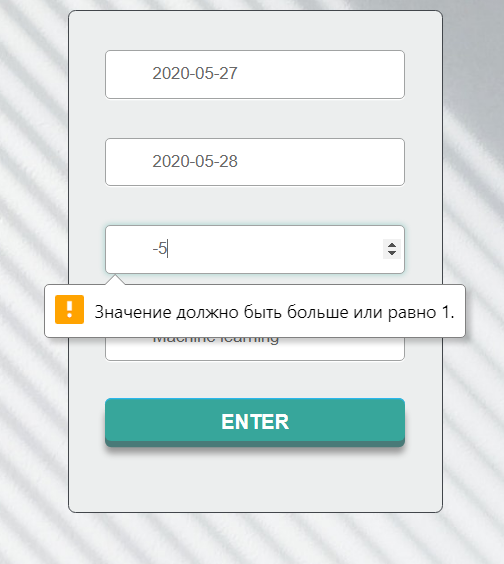 2020-05-27
2020-05-28
-5
Значение должно быть больше или равно 1.
Machine learning
ENTER